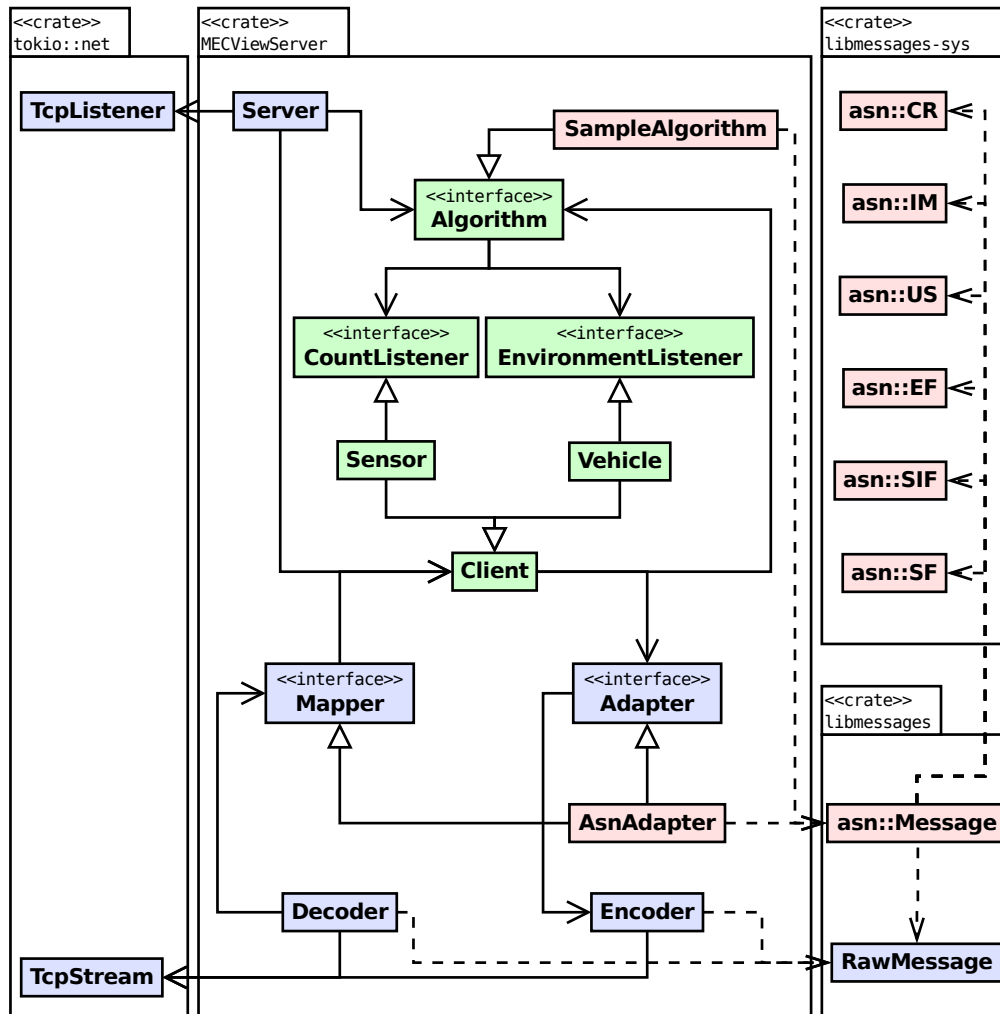 <<crate>>
tokio::net
<<crate>>
MECViewServer
<<crate>>
libmessages-sys
TcpListener
Server
SampleAlgorithm
asn::CR
<<interface>>
Algorithm
asn::IM
asn::US
<<interface>>
CountListener
<<interface>>
EnvironmentListener
asn::EF
Sensor
Vehicle
asn::SIF
Client
asn::SF
<<interface>>
Mapper
<<interface>>
Adapter
<<crate>>
libmessages
AsnAdapter
asn::Message
Decoder
Encoder
TcpStream
RawMessage